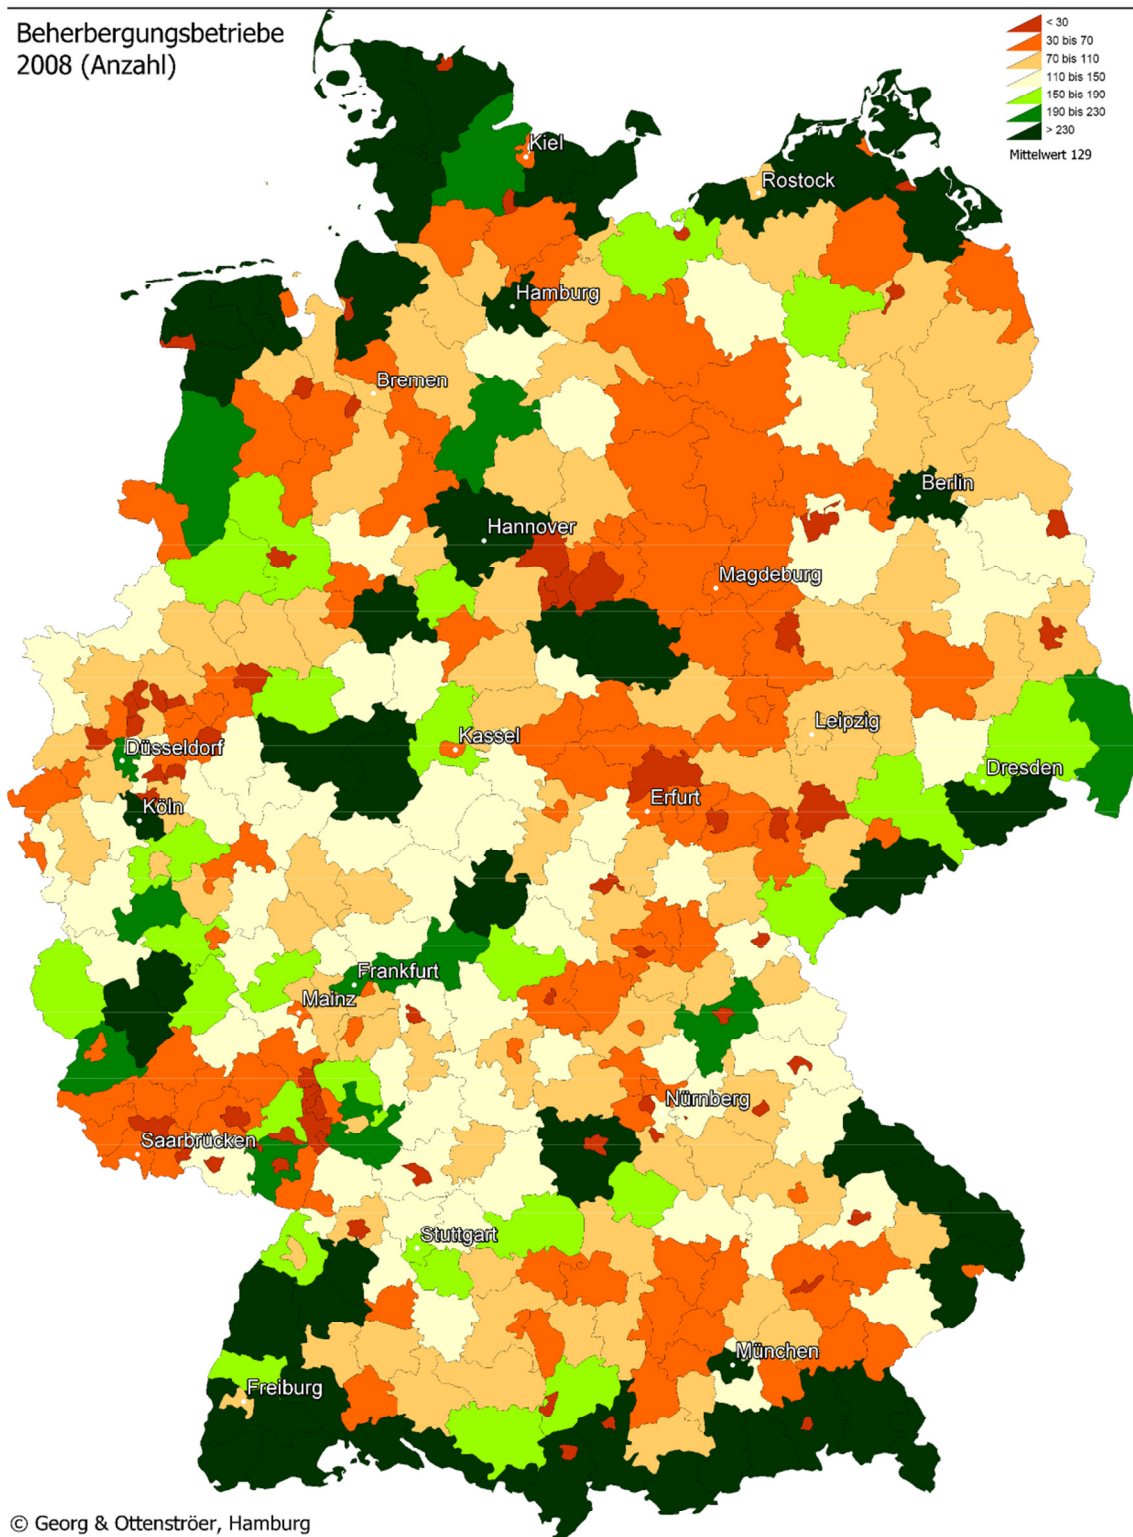 Beherbergungsbetriebe
2008 (Anzahl)
< 30
30 bis 70
70 bis 110
110 bis 150
150 bis 190
190 bis 230
> 230
Mittelwert 129
Kiel
Rostock
Hamburg
Bremen
Berlin
Hannover
Magdeburg
Leipzig
Kassel
Düsseldorf
Dresden
Köln
Erfurt
Frankfurt
Mainz
Nürnberg
Saarbrücken
Stuttgart
München
Freiburg
© Georg & Ottenströer, Hamburg